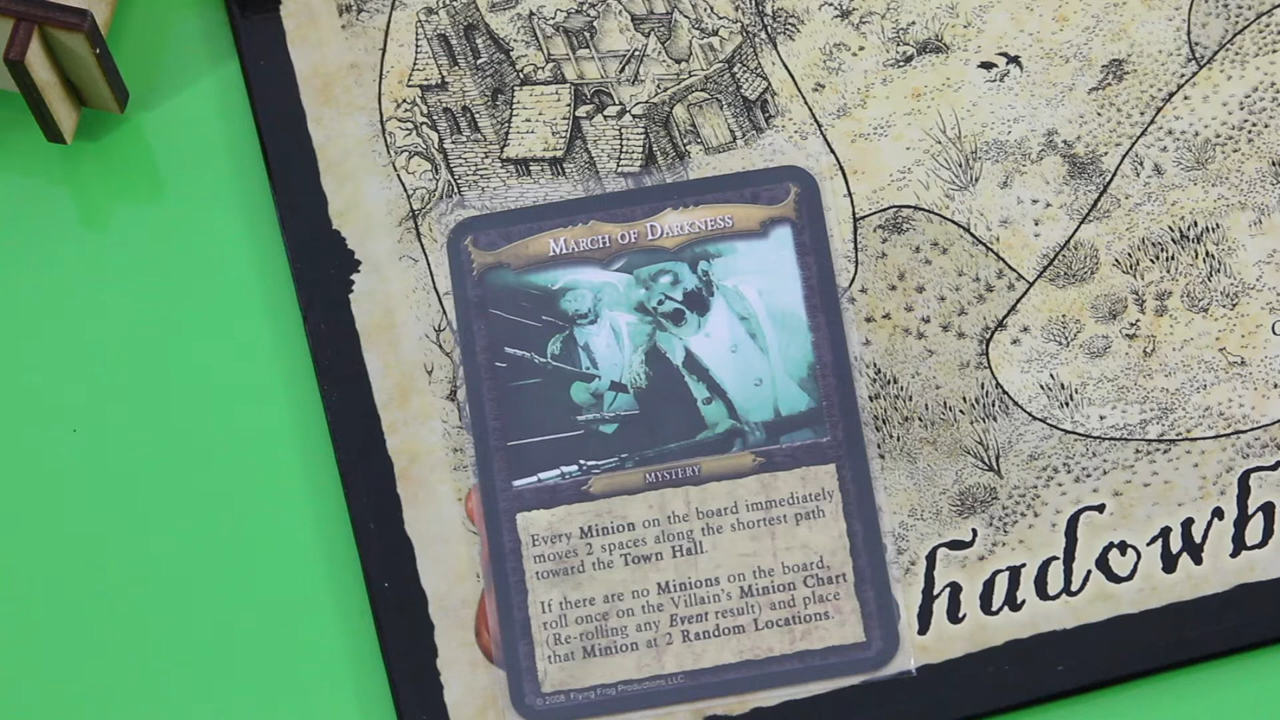 MARCH OF DARKNESS
MYSTERY
Every Minion on the board immediately
moves 2 spaces along the shortest path
toward the Town Hall.
If there are no Minions on the board,
roll once on the Villain's Minion Chart
(Re-rolling any Event result) and place
that Minion at 2 Random Locations.
© 2008 Flying Frog Productions LLC
hadowb